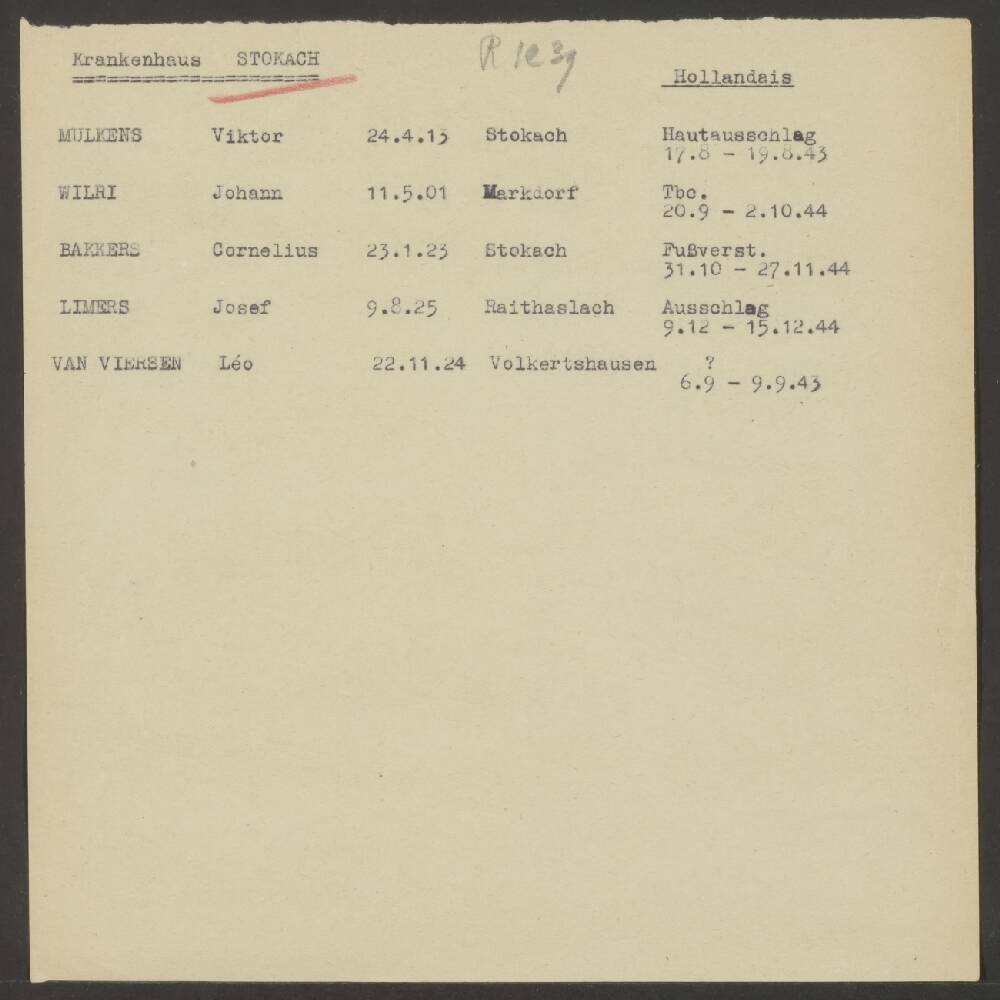 Krankenhaus STOKACH
R 1e 39
Hollandais
MULKENS Viktor 24.4.13 Stokach Hautausschlag
17.8 - 19.8.43
WILRI Johann 11.5.01 Markdorf Tbc.
20.9 - 2.10.44
BAKKERS Cornelius 23.1.23 Stokach Fußverst.
31.10 - 27.11.44
LIMERS Josef 9.8.25 Raithaslach Ausschlag
9.12 - 15.12.44
VAN VIERSEN Léo 22.11.24 Volkertshausen ?
6.9 - 9.9.43